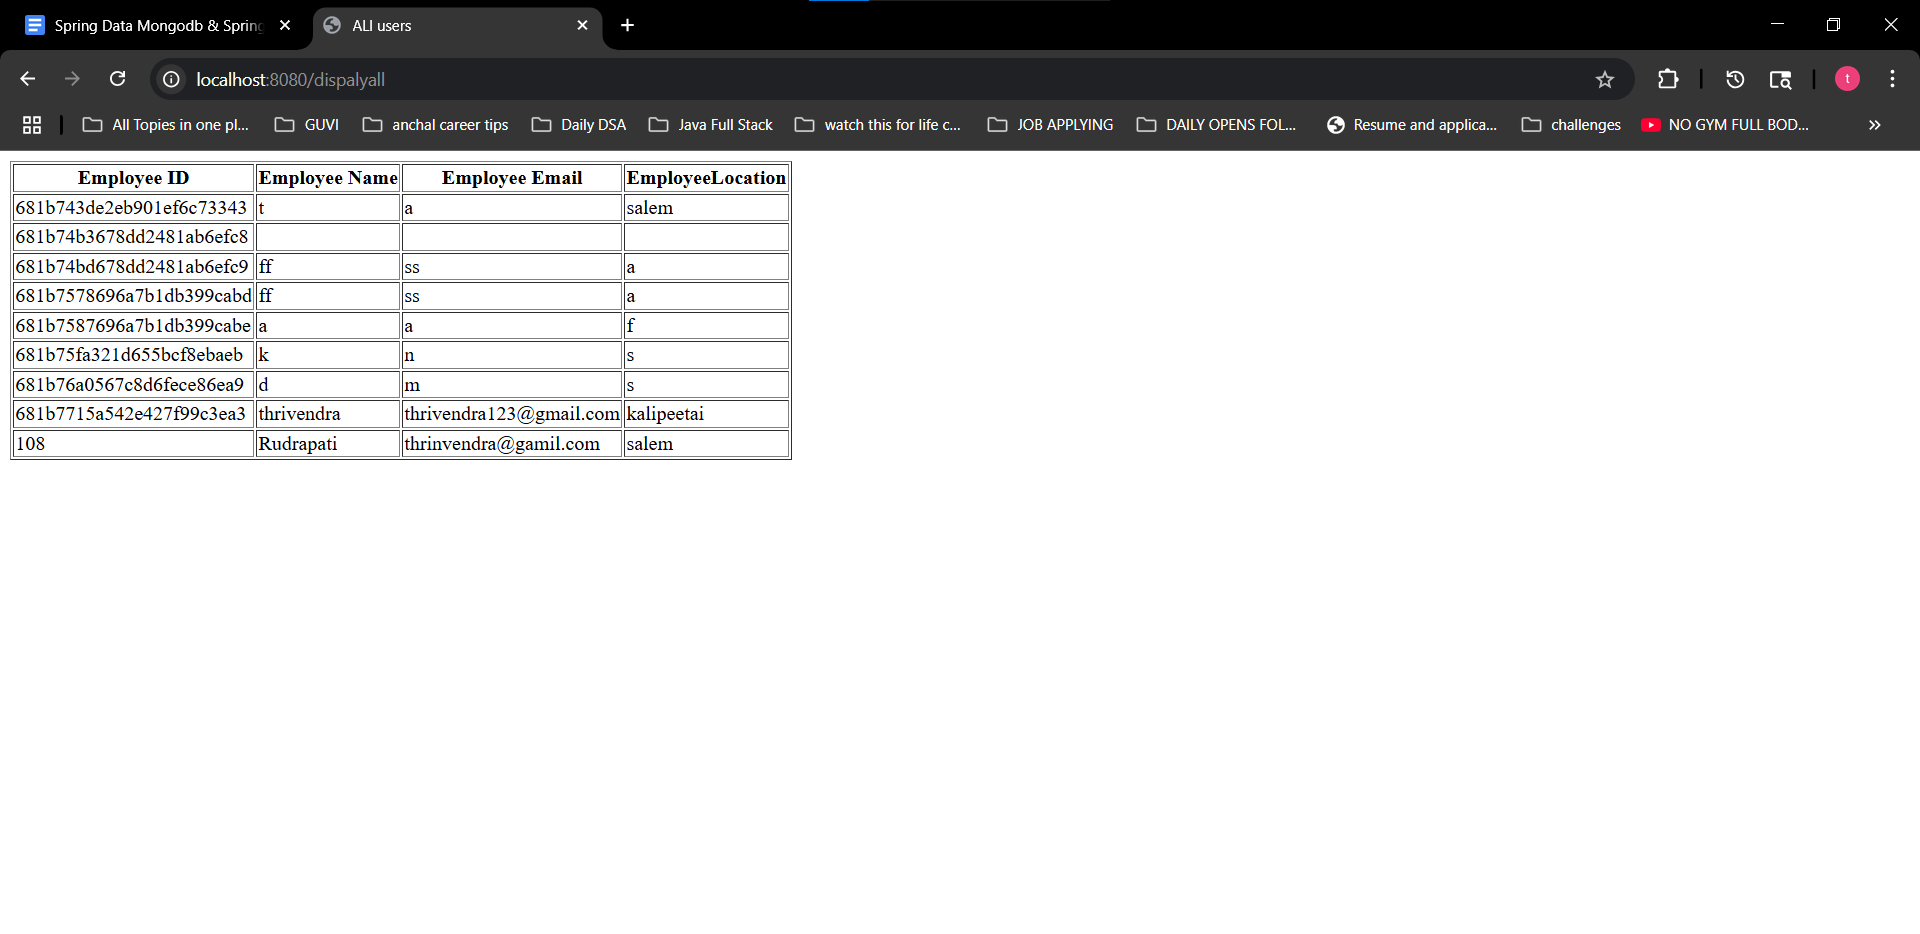 Spring Data Mongodb & Spring
ALl users
localhost:8080/dispalyall
t
All Topies in one pl...
GUVI
anchal career tips
Daily DSA
Java Full Stack
watch this for life c...
JOB APPLYING
DAILY OPENS FOL...
Resume and applica...
challenges
NO GYM FULL BOD...
Employee ID Employee Name Employee Email EmployeeLocation
681b743de2eb901ef6c73343 t a salem
681b74b3678dd2481ab6efc8
681b74bd678dd2481ab6efc9 ff ss a
681b7578696a7b1db399cabd ff ss a
681b7587696a7b1db399cabe a a f
681b75fa321d655bcf8ebaeb k n s
681b76a0567c8d6fece86ea9 d m s
681b7715a542e427f99c3ea3 thrivendra thrivendra123@gmail.com kalipeetai
108 Rudrapati thrinvendra@gamil.com salem